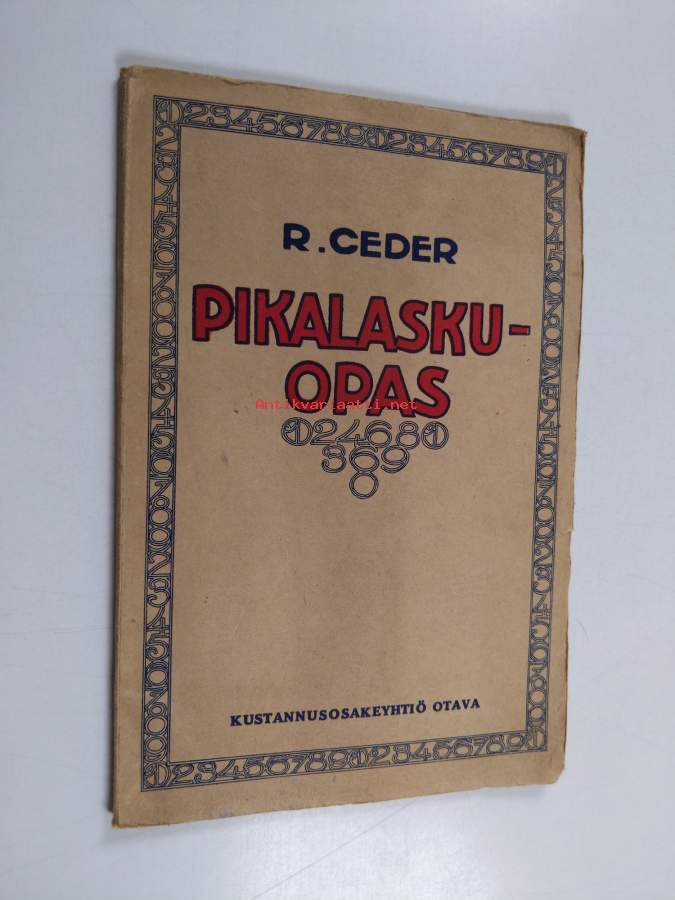 R. CEDER
PIKALASKU-
OPAS
Antikvariaatti.net
KUSTANNUSOSAKEYHTIÖ OTAVA